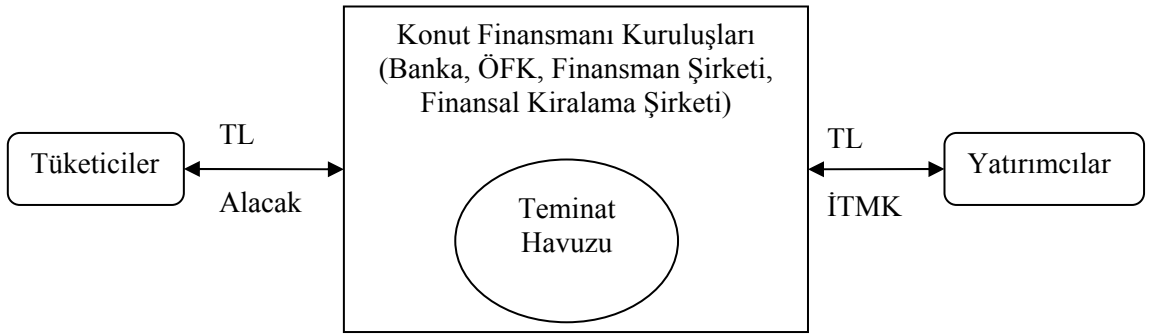 Konut Finansmanı Kuruluşları
(Banka, ÖFK, Finansman Şirketi,
Finansal Kiralama Şirketi)
Tüketiciler
TL
Alacak
Teminat
Havuzu
TL
İTMK
Yatırımcılar